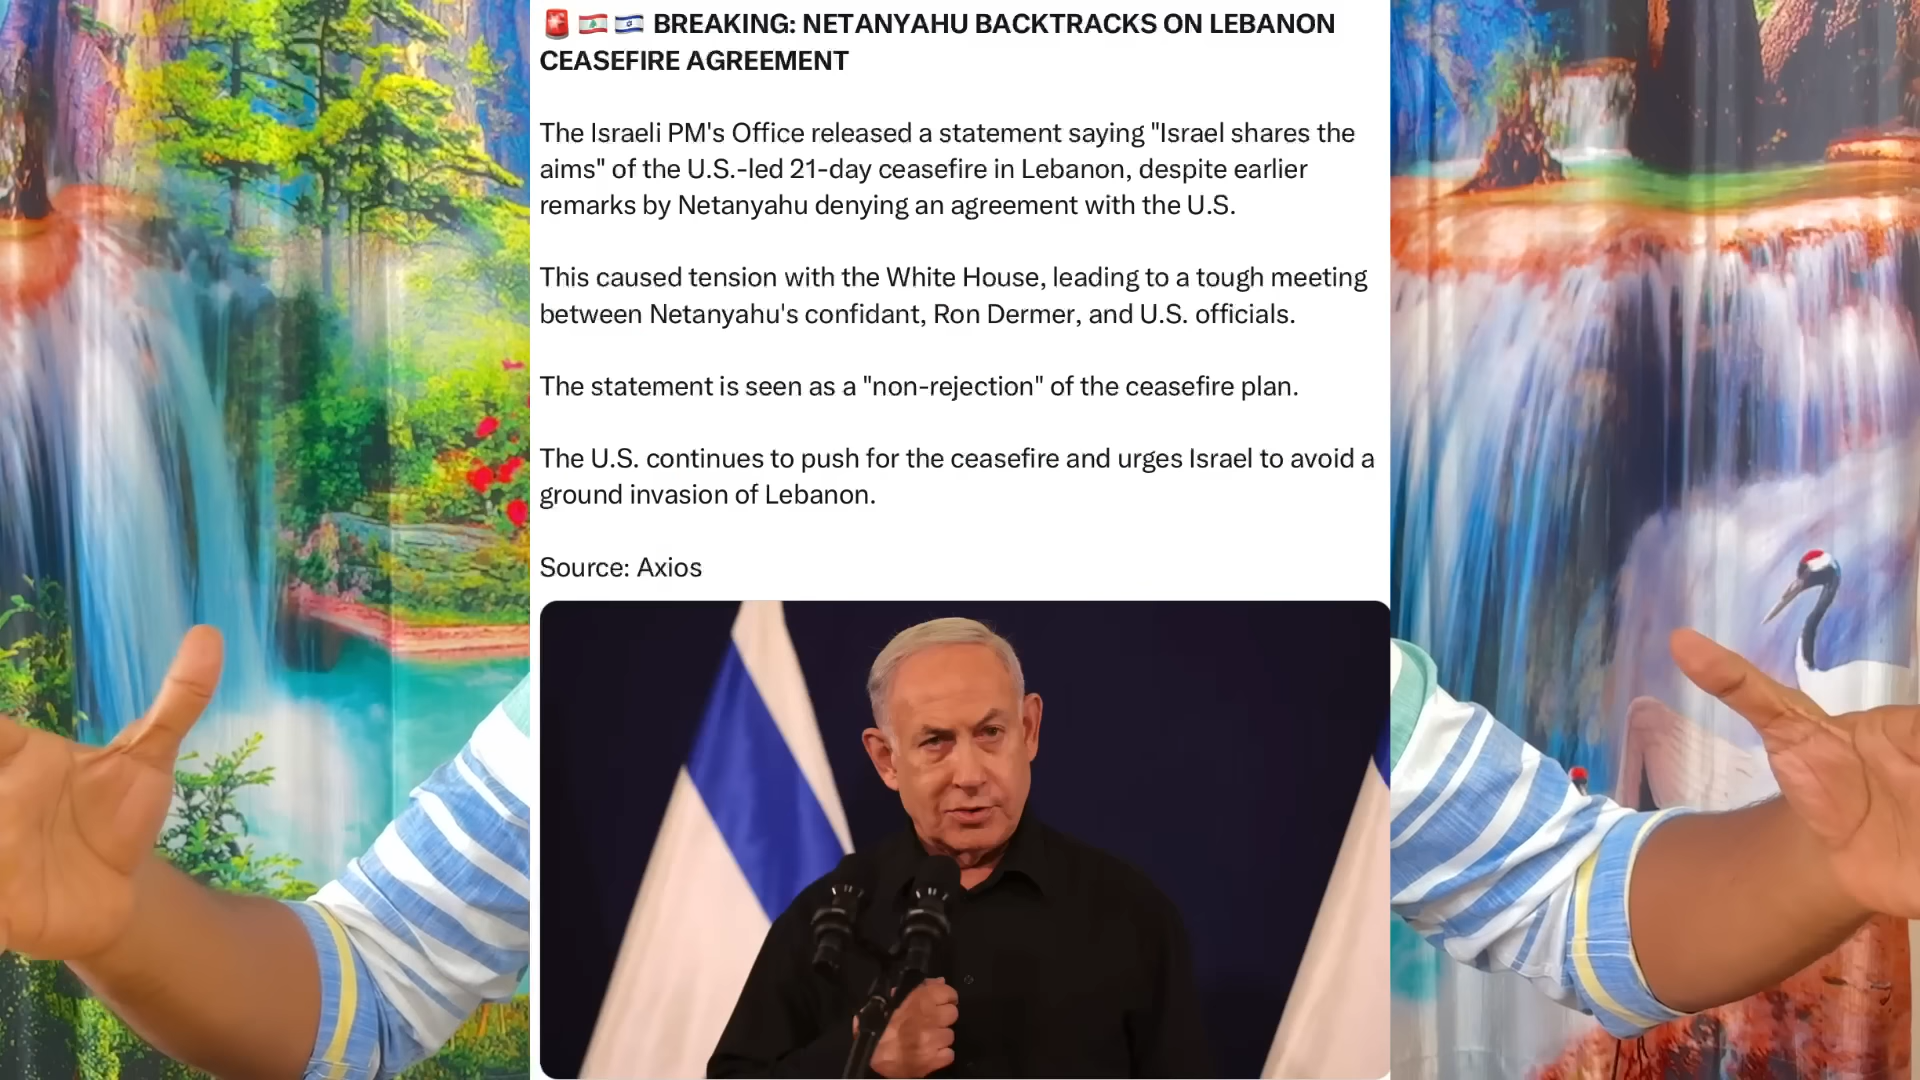 🚨 🇱🇧 🇮🇱 BREAKING: NETANYAHU BACKTRACKS ON LEBANON
CEASEFIRE AGREEMENT
The Israeli PM's Office released a statement saying "Israel shares the
aims" of the U.S.-led 21-day ceasefire in Lebanon, despite earlier
remarks by Netanyahu denying an agreement with the U.S.
This caused tension with the White House, leading to a tough meeting
between Netanyahu's confidant, Ron Dermer, and U.S. officials.
The statement is seen as a "non-rejection" of the ceasefire plan.
The U.S. continues to push for the ceasefire and urges Israel to avoid a
ground invasion of Lebanon.
Source: Axios